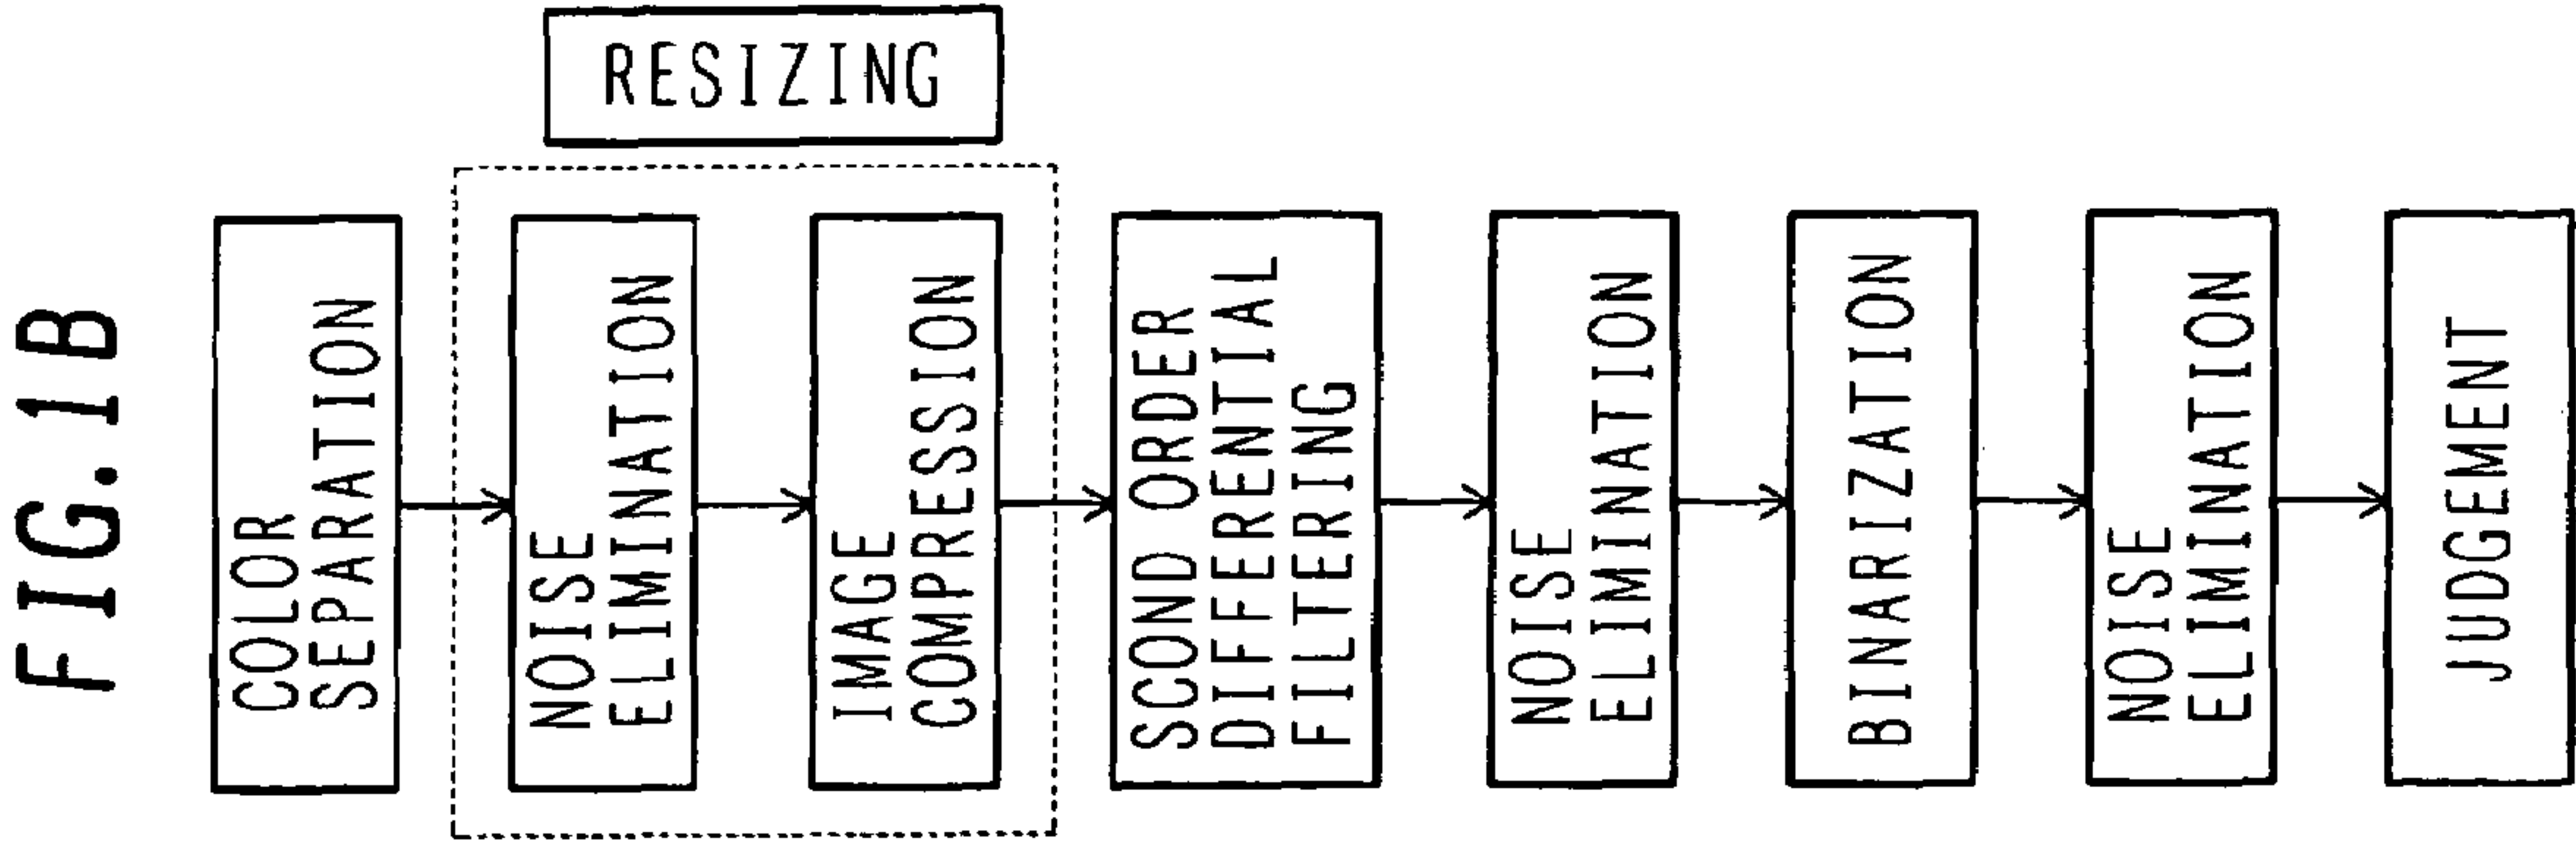 FIG.1B
RESIZING
COLOR
SEPARATION
NOISE
ELIMINATION
IMAGE
COMPRESSION
SCOND ORDER
DIFFERENTIAL
FILTERING
NOISE
ELIMINATION
BINARIZATION
NOISE
ELIMINATION
JUDGEMENT